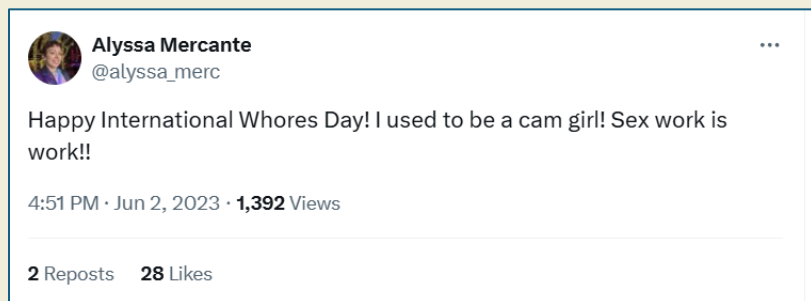 Alyssa Mercante
@alyssa_merc
Happy International Whores Day! I used to be a cam girl! Sex work is
work!!
4:51 PM · Jun 2, 2023 · 1,392 Views
2 Reposts 28 Likes